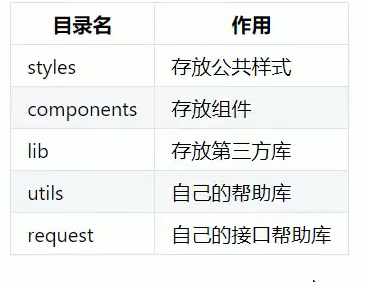 目录名 作用
styles 存放公共样式
components 存放组件
lib 存放第三方库
utils 自己的帮助库
request 自己的接口帮助库